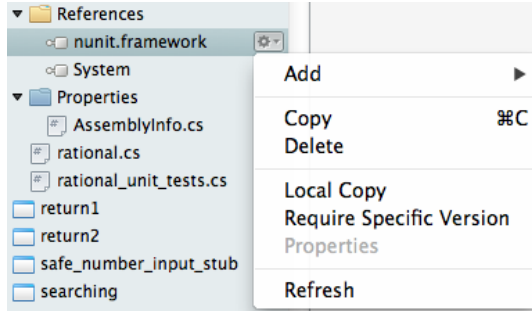 References
nunit.framework
System
Properties
AssemblyInfo.cs
rational.cs
rational_unit_tests.cs
return1
return2
safe_number_input_stub
searching
Add
Copy ⌘C
Delete
Local Copy
Require Specific Version
Properties
Refresh